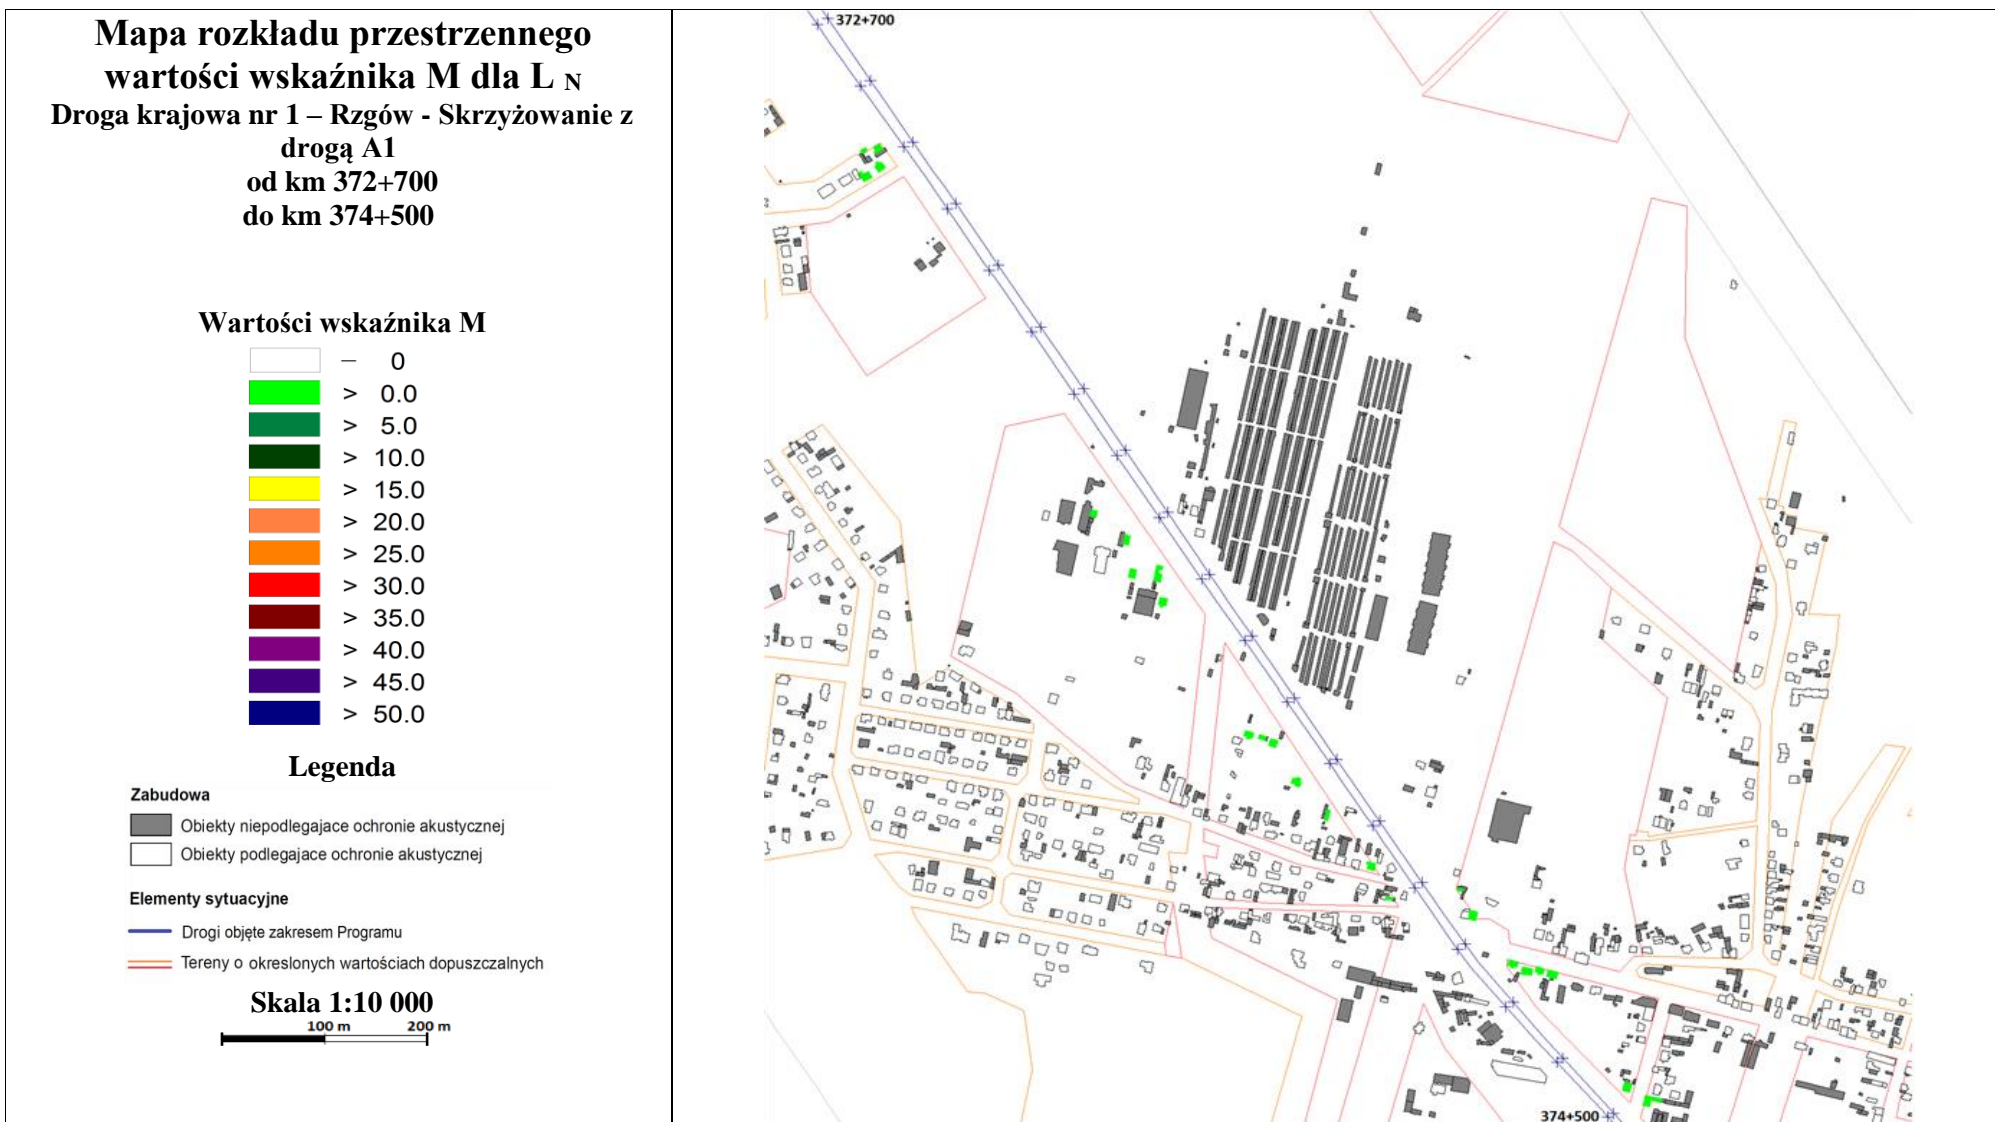 Mapa rozkładu przestrzennego
wartości wskaźnika M dla L N
Droga krajowa nr 1 – Rzgów - Skrzyżowanie z
drogą A1
od km 372+700
do km 374+500
Wartości wskaźnika M
– 0
> 0.0
> 5.0
> 10.0
> 15.0
> 20.0
> 25.0
> 30.0
> 35.0
> 40.0
> 45.0
> 50.0
Legenda
Zabudowa
Obiekty niepodlegajace ochronie akustycznej
Obiekty podlegajace ochronie akustycznej
Elementy sytuacyjne
Drogi objęte zakresem Programu
Tereny o okreslonych wartościach dopuszczalnych
Skala 1:10 000
100 m 200 m
372+700
374+500